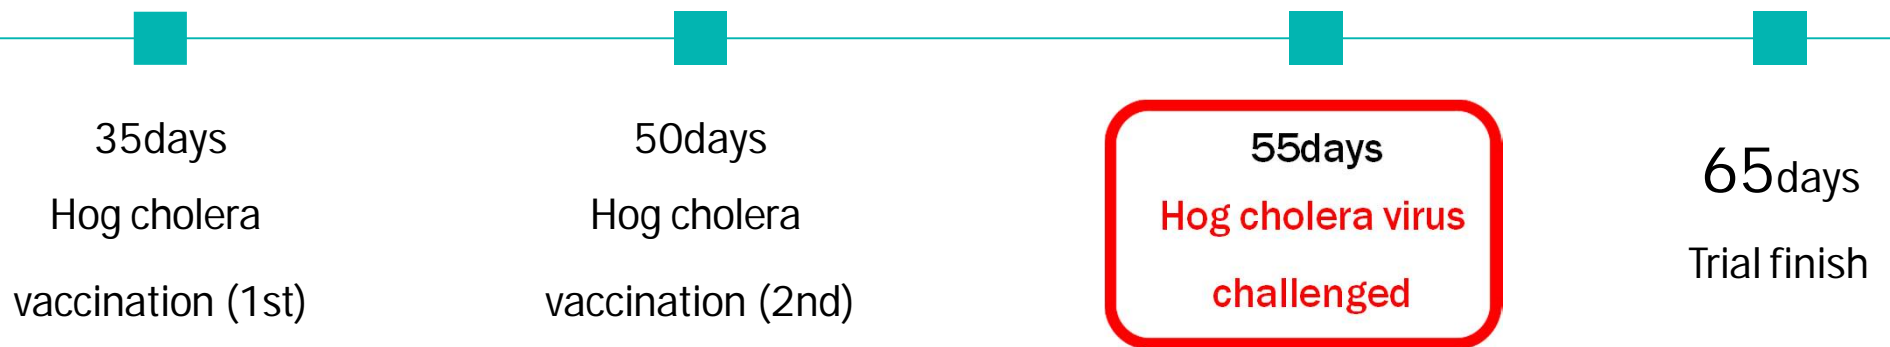 35days
Hog cholera
vaccination (1st)
50days
Hog cholera
vaccination (2nd)
55days
Hog cholera virus
challenged
65days
Trial finish